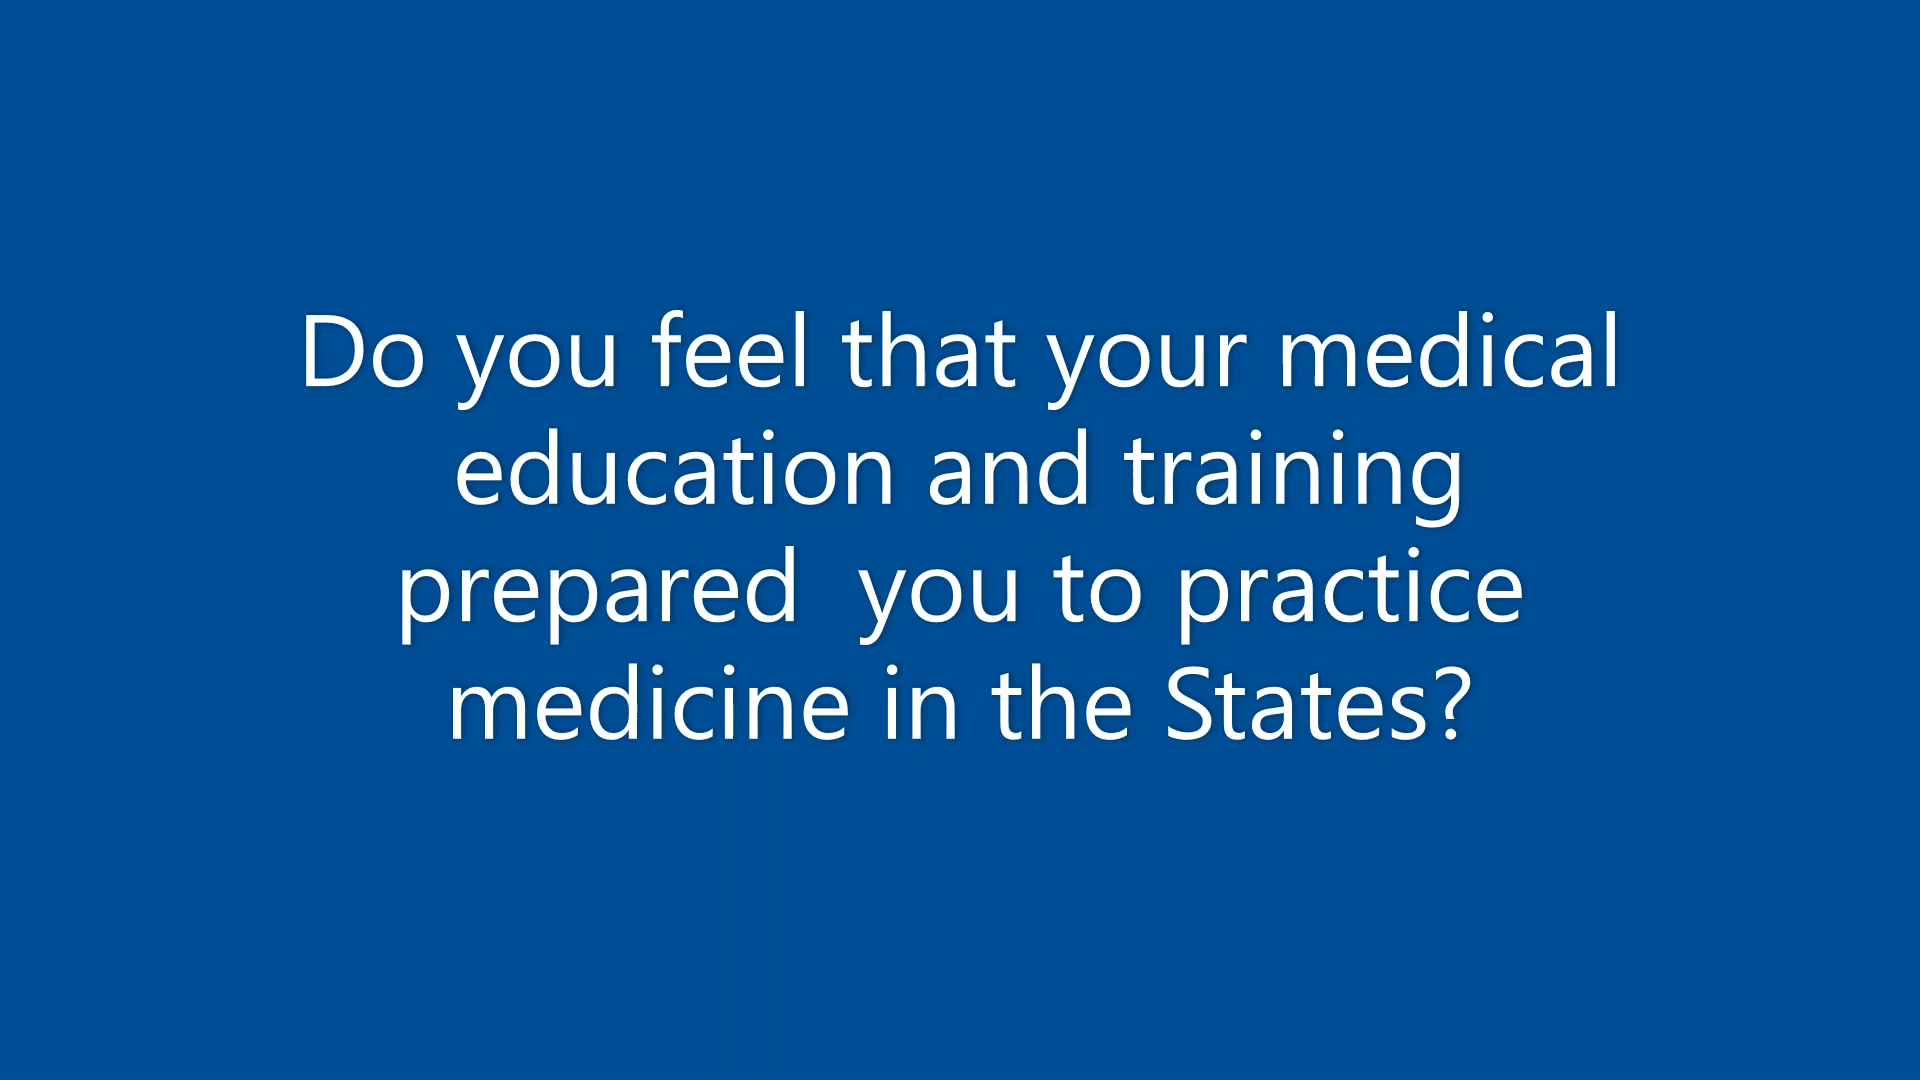 Do you feel that your medical
education and training
prepared  you to practice
medicine in the States?